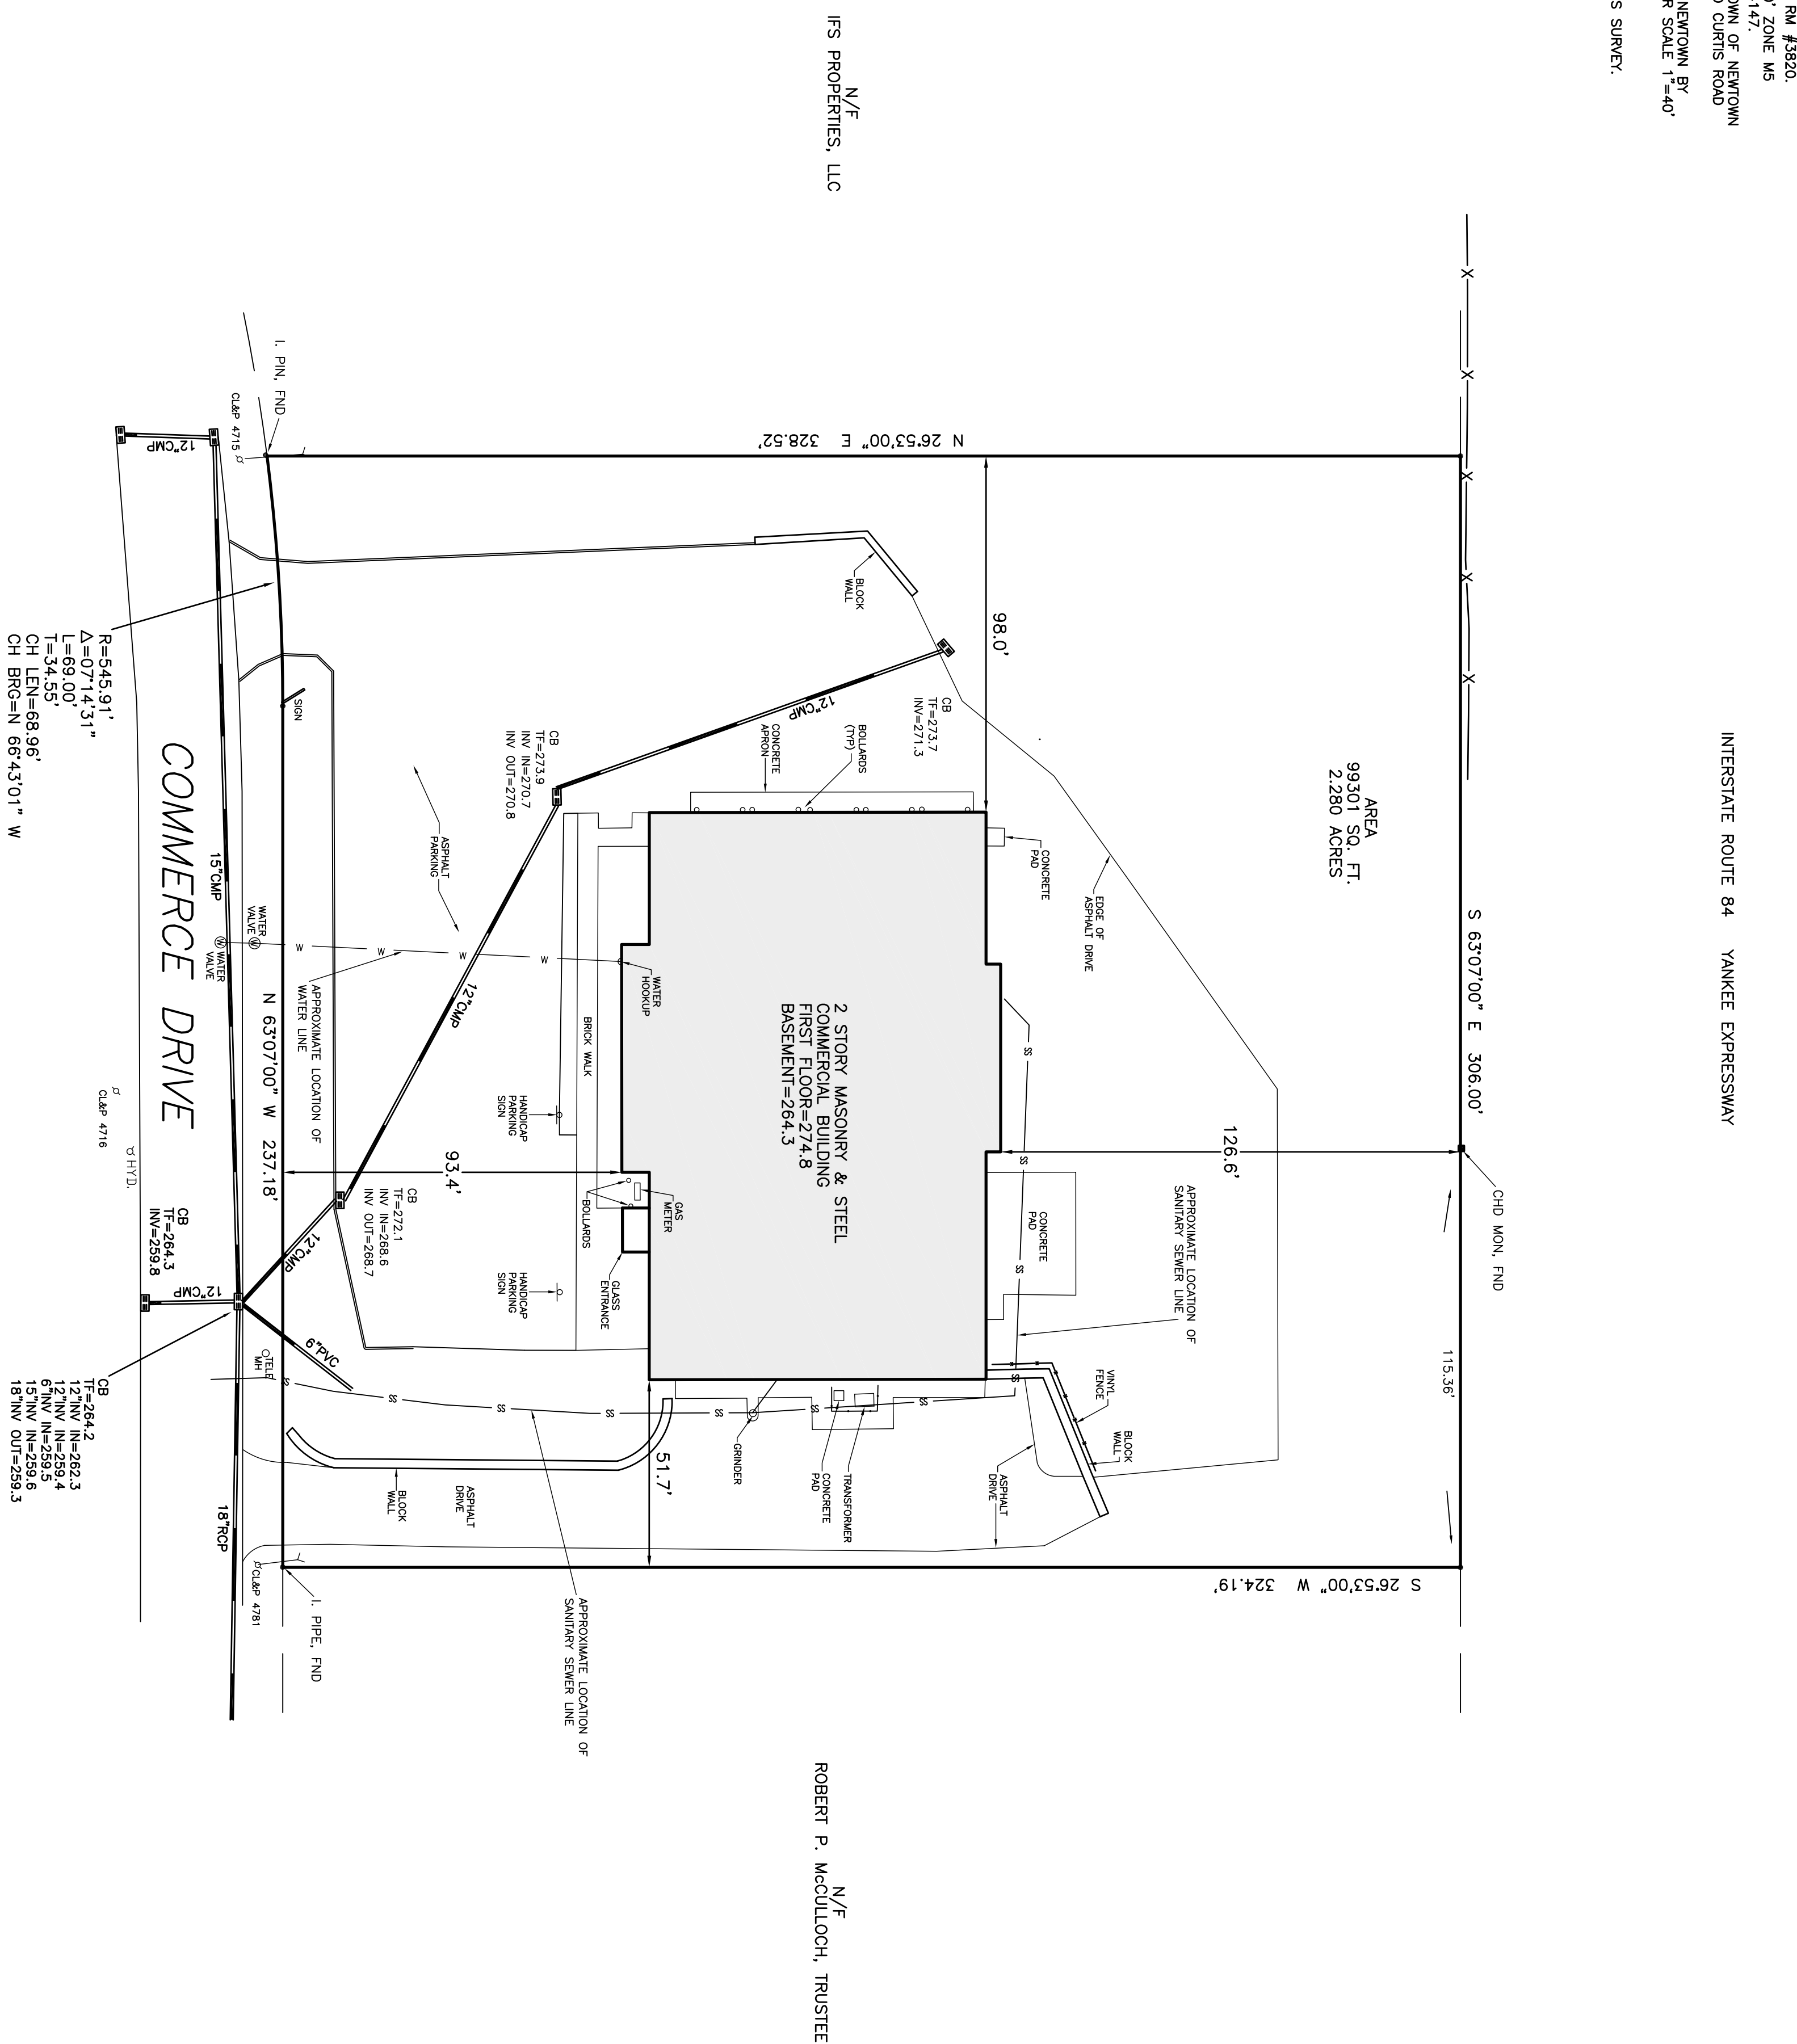 RM #3820.
ZONE M5
147.
OWN OF NEWTOWN
CURTIS ROAD
NEWTOWN BY
R SCALE 1"=40'
S SURVEY.
INTERSTATE ROUTE 84 YANKEE EXPRESSWAY
N/F
IFS PROPERTIES, LLC
N/F
ROBERT P. McCULLOCH, TRUSTEE
X
X
X
X
X
S 63°07'00" E 306.00'
CHD MON, FND
115.36'
N 26°53'00" E 328.52'
S 26°53'00" W 324.19'
AREA
99301 SQ. FT.
2.280 ACRES
126.6'
98.0'
EDGE OF
ASPHALT DRIVE
CONCRETE
PAD
APPROXIMATE LOCATION OF
SANITARY SEWER LINE
CONCRETE
PAD
SS
SS
SS
SS
VINYL
FENCE
BLOCK
WALL
ASPHALT
DRIVE
BLOCK
WALL
CB
TF=273.7
INV=271.3
12"CMP
BOLLARDS
(TYP)
CONCRETE
APRON
2 STORY MASONRY & STEEL
COMMERCIAL BUILDING
FIRST FLOOR=274.8
BASEMENT=264.3
TRANSFORMER
CONCRETE
PAD
GRINDER
51.7'
SS
SS
SS
SS
SS
SS
SS
APPROXIMATE LOCATION OF
SANITARY SEWER LINE
CB
TF=273.9
INV IN=270.7
INV OUT=270.8
WATER
HOOKUP
GAS
METER
BOLLARDS
GLASS
ENTRANCE
BRICK WALK
HANDICAP
PARKING
SIGN
HANDICAP
PARKING
SIGN
ASPHALT
PARKING
93.4'
12"CMP
W
W
W
W
APPROXIMATE LOCATION OF
WATER LINE
CB
TF=272.1
INV IN=268.6
INV OUT=268.7
ASPHALT
DRIVE
BLOCK
WALL
12"CMP
6"PVC
SIGN
I. PIN, FND
CL&P 4715
12"CMP
N 63°07'00" W 237.18'
WATER
VALVE
W
W
WATER
VALVE
15"CMP
TELE
MH
I. PIPE, FND
CL&P 4781
18"RCP
12"CMP
COMMERCE DRIVE
CB
TF=264.3
INV=259.8
HYD.
CL&P 4716
R=545.91'
Δ=07°14'31"
L=69.00'
T=34.55'
CH LEN=68.96'
CH BRG=N 66°43'01" W
CB
TF=264.2
12"INV IN=262.3
12"INV IN=259.4
6"INV IN=259.5
15"INV IN=259.6
18"INV OUT=259.3